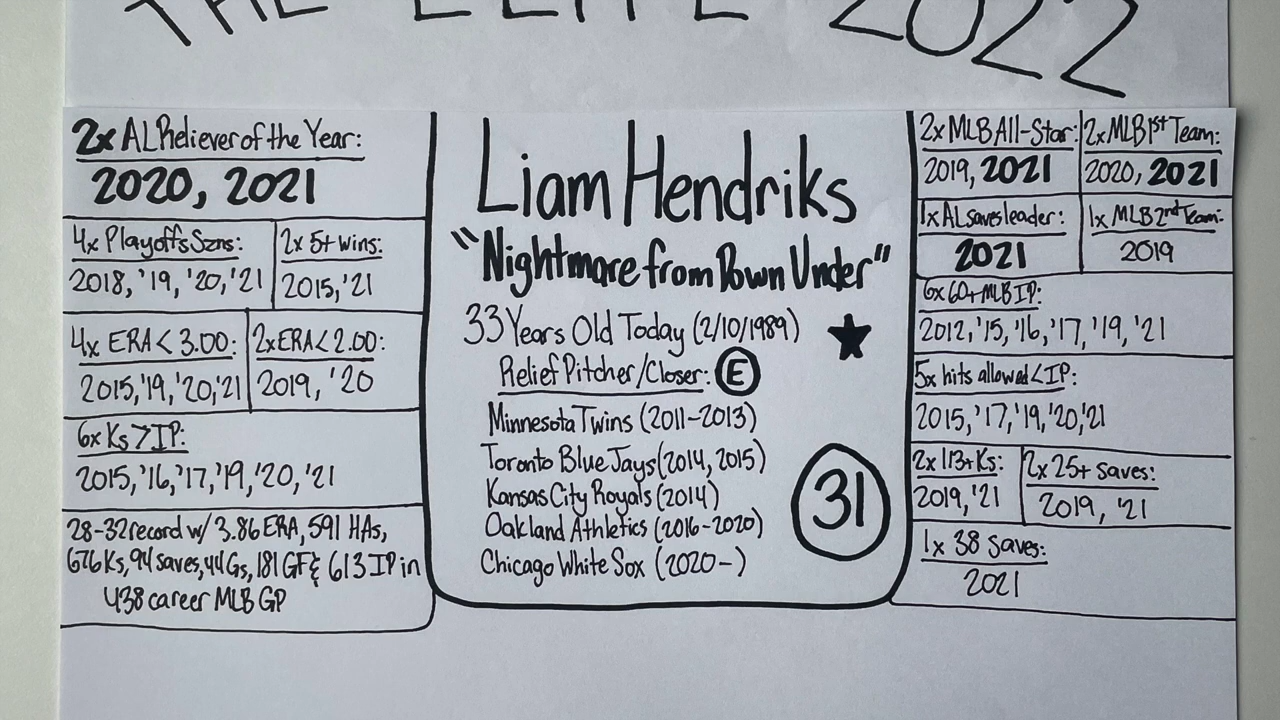 THE ELITE 2022
2x AL Reliever of the Year:
2020, 2021
4x Playoffs Szns:
2018, '19, '20, '21
2x 5+ wins:
2015, '21
4x ERA < 3.00:
2015, '19, '20, '21
2x ERA < 2.00:
2019, '20
6x Ks > IP:
2015, '16, '17, '19, '20, '21
28-32 record w/ 3.86 ERA, 591 HAs,
676 Ks, 94 saves, 44 Gs, 181 GF & 613 IP in
438 career MLB GP
Liam Hendriks
"Nightmare from Down Under"
33 Years Old Today (2/10/1989)
Relief Pitcher/Closer: E
Minnesota Twins (2011-2013)
Toronto Blue Jays (2014, 2015)
Kansas City Royals (2014)
Oakland Athletics (2016-2020)
Chicago White Sox (2020-)
31
2x MLB All-Star:
2019, 2021
2x MLB 1st Team:
2020, 2021
1x AL saves leader:
2021
1x MLB 2nd Team:
2019
6x 60+ MLB IP:
2012, '15, '16, '17, '19, '21
5x hits allowed < IP:
2015, '17, '19, '20, '21
2x 113+ Ks:
2019, '21
2x 25+ saves:
2019, '21
1x 38 saves:
2021